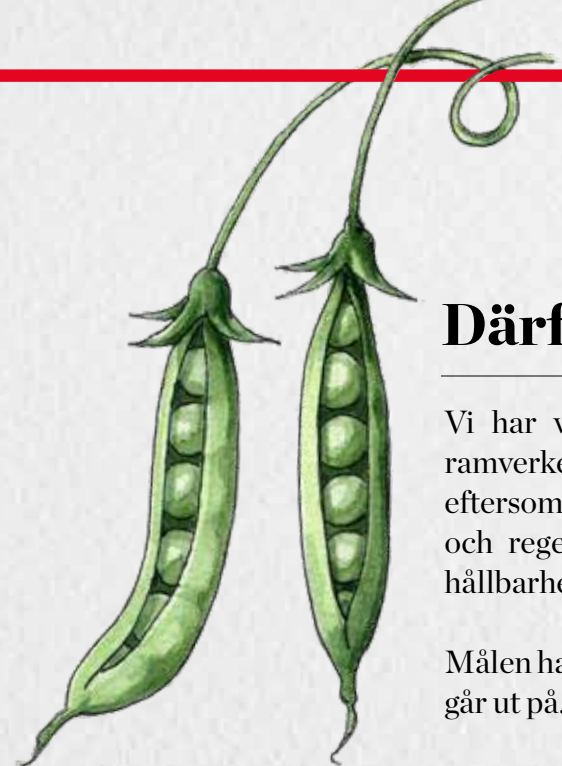 Därf
Vi har v
ramverke
eftersom
och rege
hållbarhe
Målen ha
går ut på.